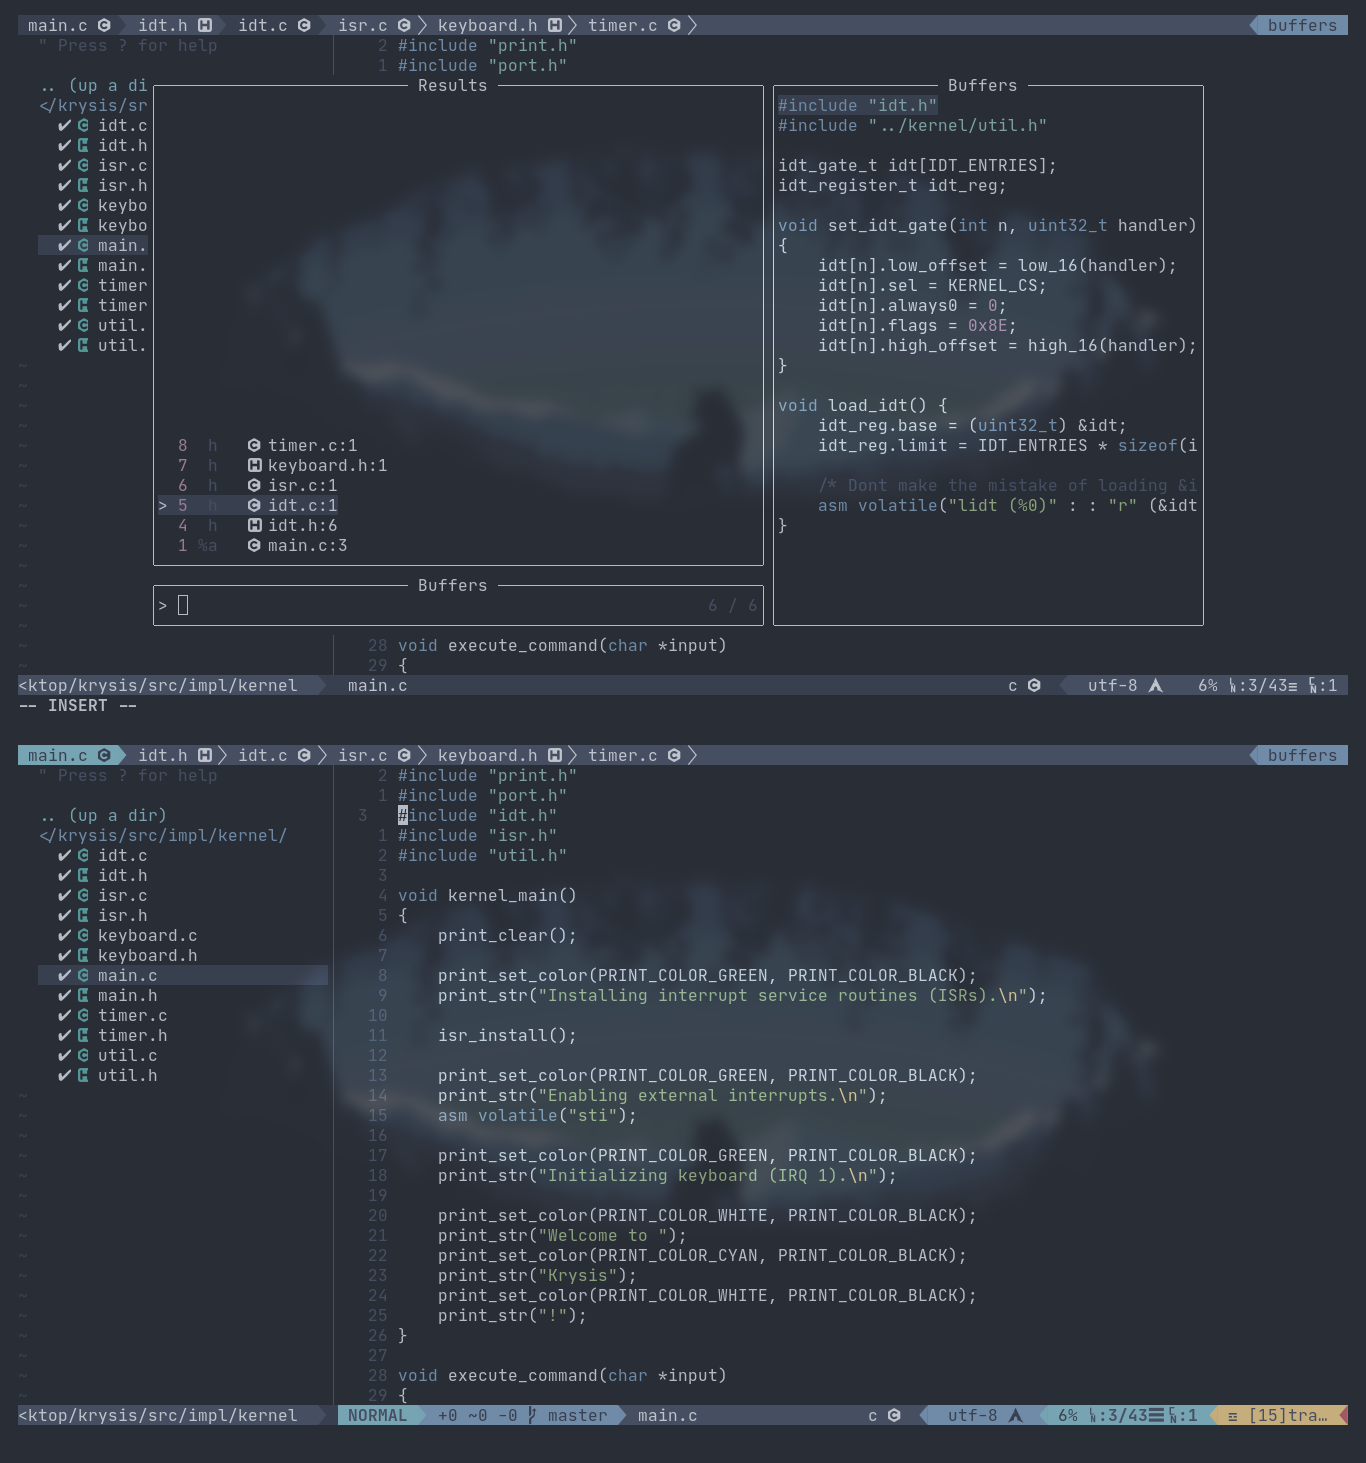 main.c idt.h idt.c isr.c keyboard.h timer.c buffers
" Press ? for help
2 #include "print.h"
1 #include "port.h"
.. (up a di
</krysis/sr
✔ idt.c
✔ idt.h
✔ isr.c
✔ isr.h
✔ keybo
✔ keybo
✔ main.
✔ main.
✔ timer
✔ timer
✔ util.
✔ util.
Results
8 h timer.c:1
7 h keyboard.h:1
6 h isr.c:1
> 5 h idt.c:1
4 h idt.h:6
1 %a main.c:3
Buffers
> 6 / 6
Buffers
#include "idt.h"
#include "../kernel/util.h"
idt_gate_t idt[IDT_ENTRIES];
idt_register_t idt_reg;
void set_idt_gate(int n, uint32_t handler)
{
idt[n].low_offset = low_16(handler);
idt[n].sel = KERNEL_CS;
idt[n].always0 = 0;
idt[n].flags = 0x8E;
idt[n].high_offset = high_16(handler);
}
void load_idt() {
idt_reg.base = (uint32_t) &idt;
idt_reg.limit = IDT_ENTRIES * sizeof(i
/* Dont make the mistake of loading &i
asm volatile("lidt (%0)" : : "r" (&idt
}
28 void execute_command(char *input)
29 {
<ktop/krysis/src/impl/kernel main.c c utf-8 6% ㏑:3/43≡ ㏇:1
-- INSERT --
main.c idt.h idt.c isr.c keyboard.h timer.c buffers
" Press ? for help
.. (up a dir)
</krysis/src/impl/kernel/
✔ idt.c
✔ idt.h
✔ isr.c
✔ isr.h
✔ keyboard.c
✔ keyboard.h
✔ main.c
✔ main.h
✔ timer.c
✔ timer.h
✔ util.c
✔ util.h
2 #include "print.h"
1 #include "port.h"
3 #include "idt.h"
1 #include "isr.h"
2 #include "util.h"
3
4 void kernel_main()
5 {
6 print_clear();
7
8 print_set_color(PRINT_COLOR_GREEN, PRINT_COLOR_BLACK);
9 print_str("Installing interrupt service routines (ISRs).\n");
10
11 isr_install();
12
13 print_set_color(PRINT_COLOR_GREEN, PRINT_COLOR_BLACK);
14 print_str("Enabling external interrupts.\n");
15 asm volatile("sti");
16
17 print_set_color(PRINT_COLOR_GREEN, PRINT_COLOR_BLACK);
18 print_str("Initializing keyboard (IRQ 1).\n");
19
20 print_set_color(PRINT_COLOR_WHITE, PRINT_COLOR_BLACK);
21 print_str("Welcome to ");
22 print_set_color(PRINT_COLOR_CYAN, PRINT_COLOR_BLACK);
23 print_str("Krysis");
24 print_set_color(PRINT_COLOR_WHITE, PRINT_COLOR_BLACK);
25 print_str("!");
26 }
27
28 void execute_command(char *input)
29 {
<ktop/krysis/src/impl/kernel NORMAL +0 ~0 -0 master main.c c utf-8 6% :3/43☰ :1 ☲ [15]tra…